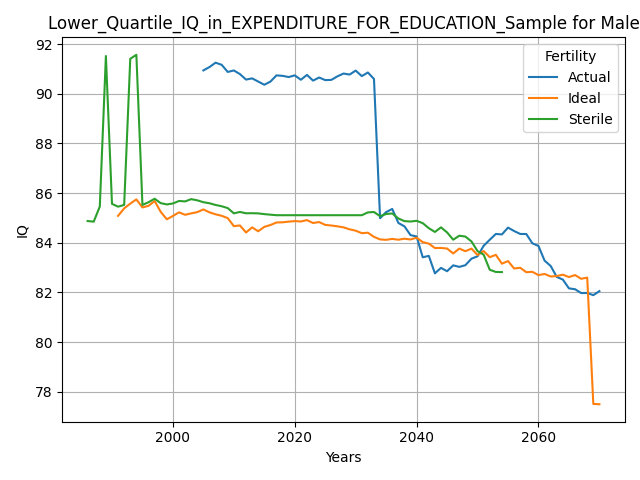 Lower_Quartile_IQ_in_EXPENDITURE_FOR_EDUCATION_Sample for Male
92
90
88
86
84
82
80
78
IQ
2000 2020 2040 2060
Years
Fertility
Actual
Ideal
Sterile